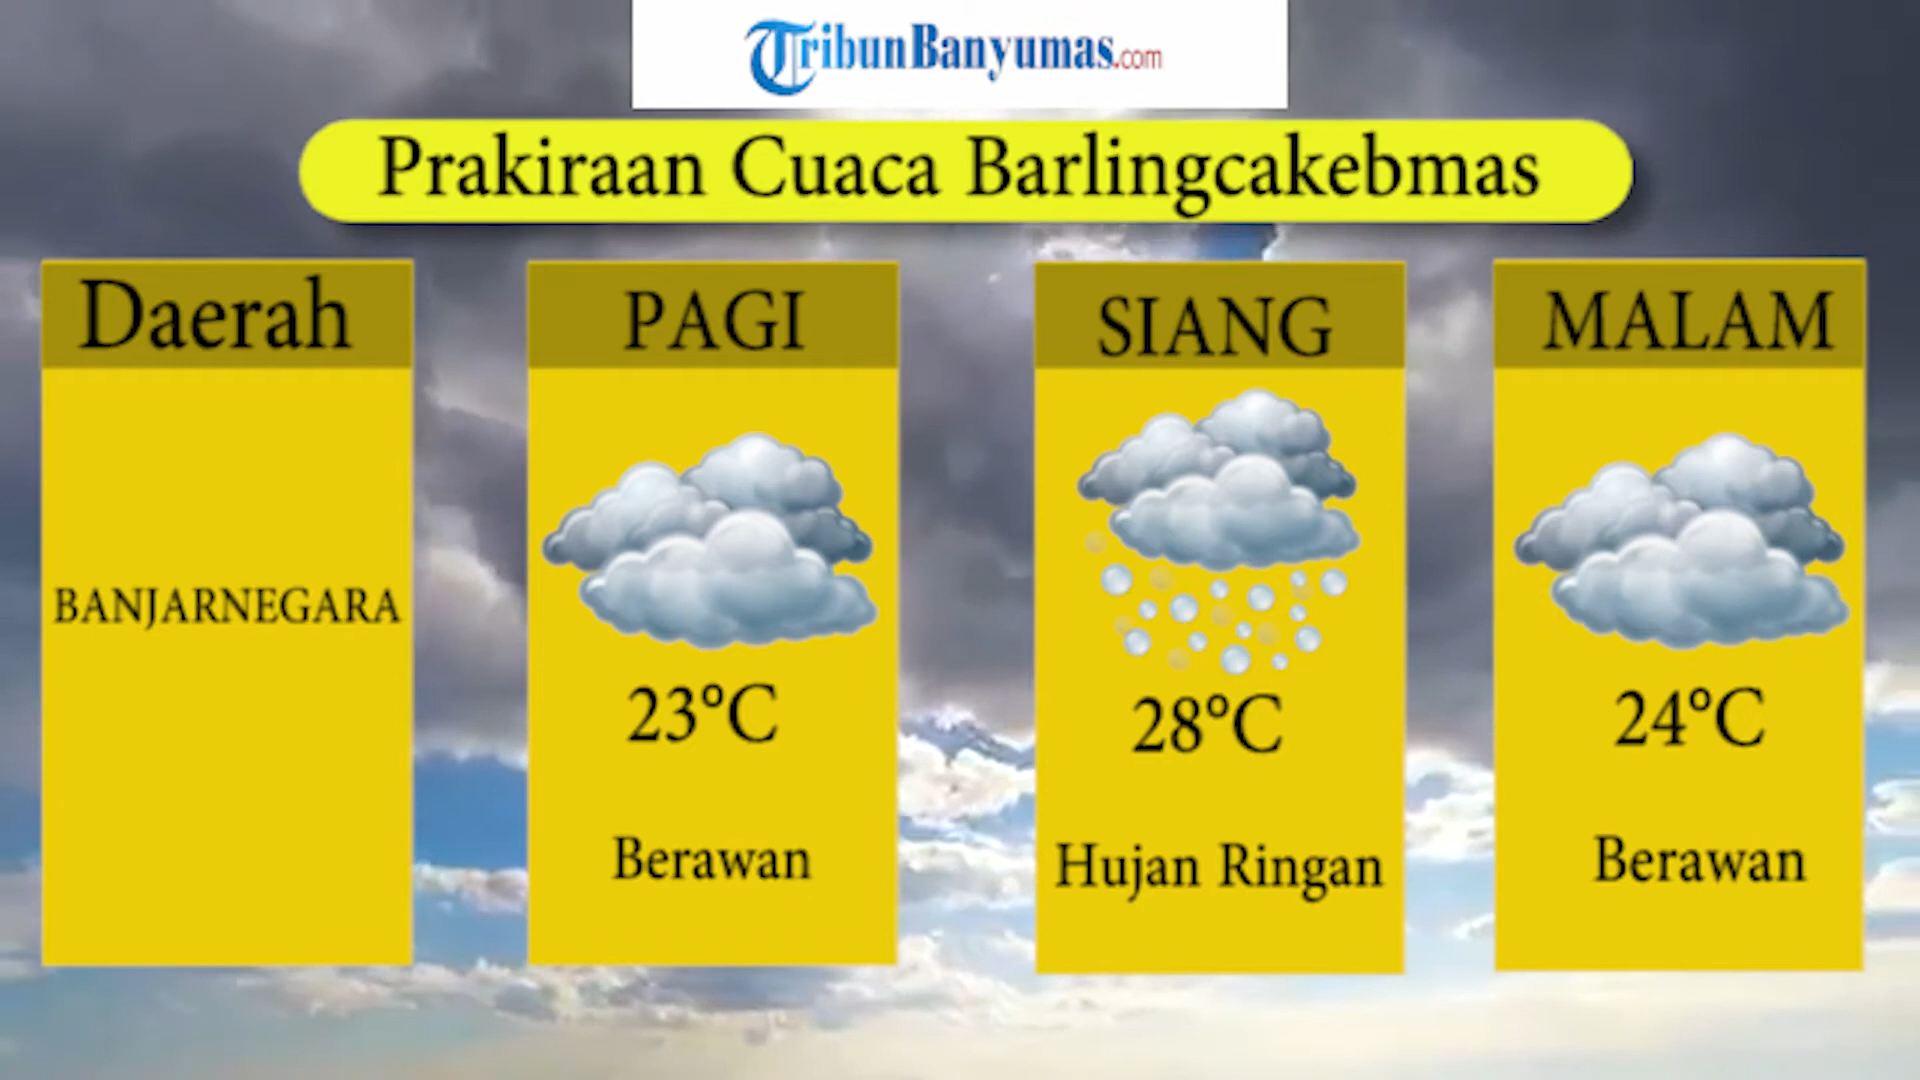 TribunBanyumas.com
Prakiraan Cuaca Barlingcakebmas
Daerah
BANJARNEGARA
PAGI
23°C
Berawan
SIANG
28°C
Hujan Ringan
MALAM
24°C
Berawan